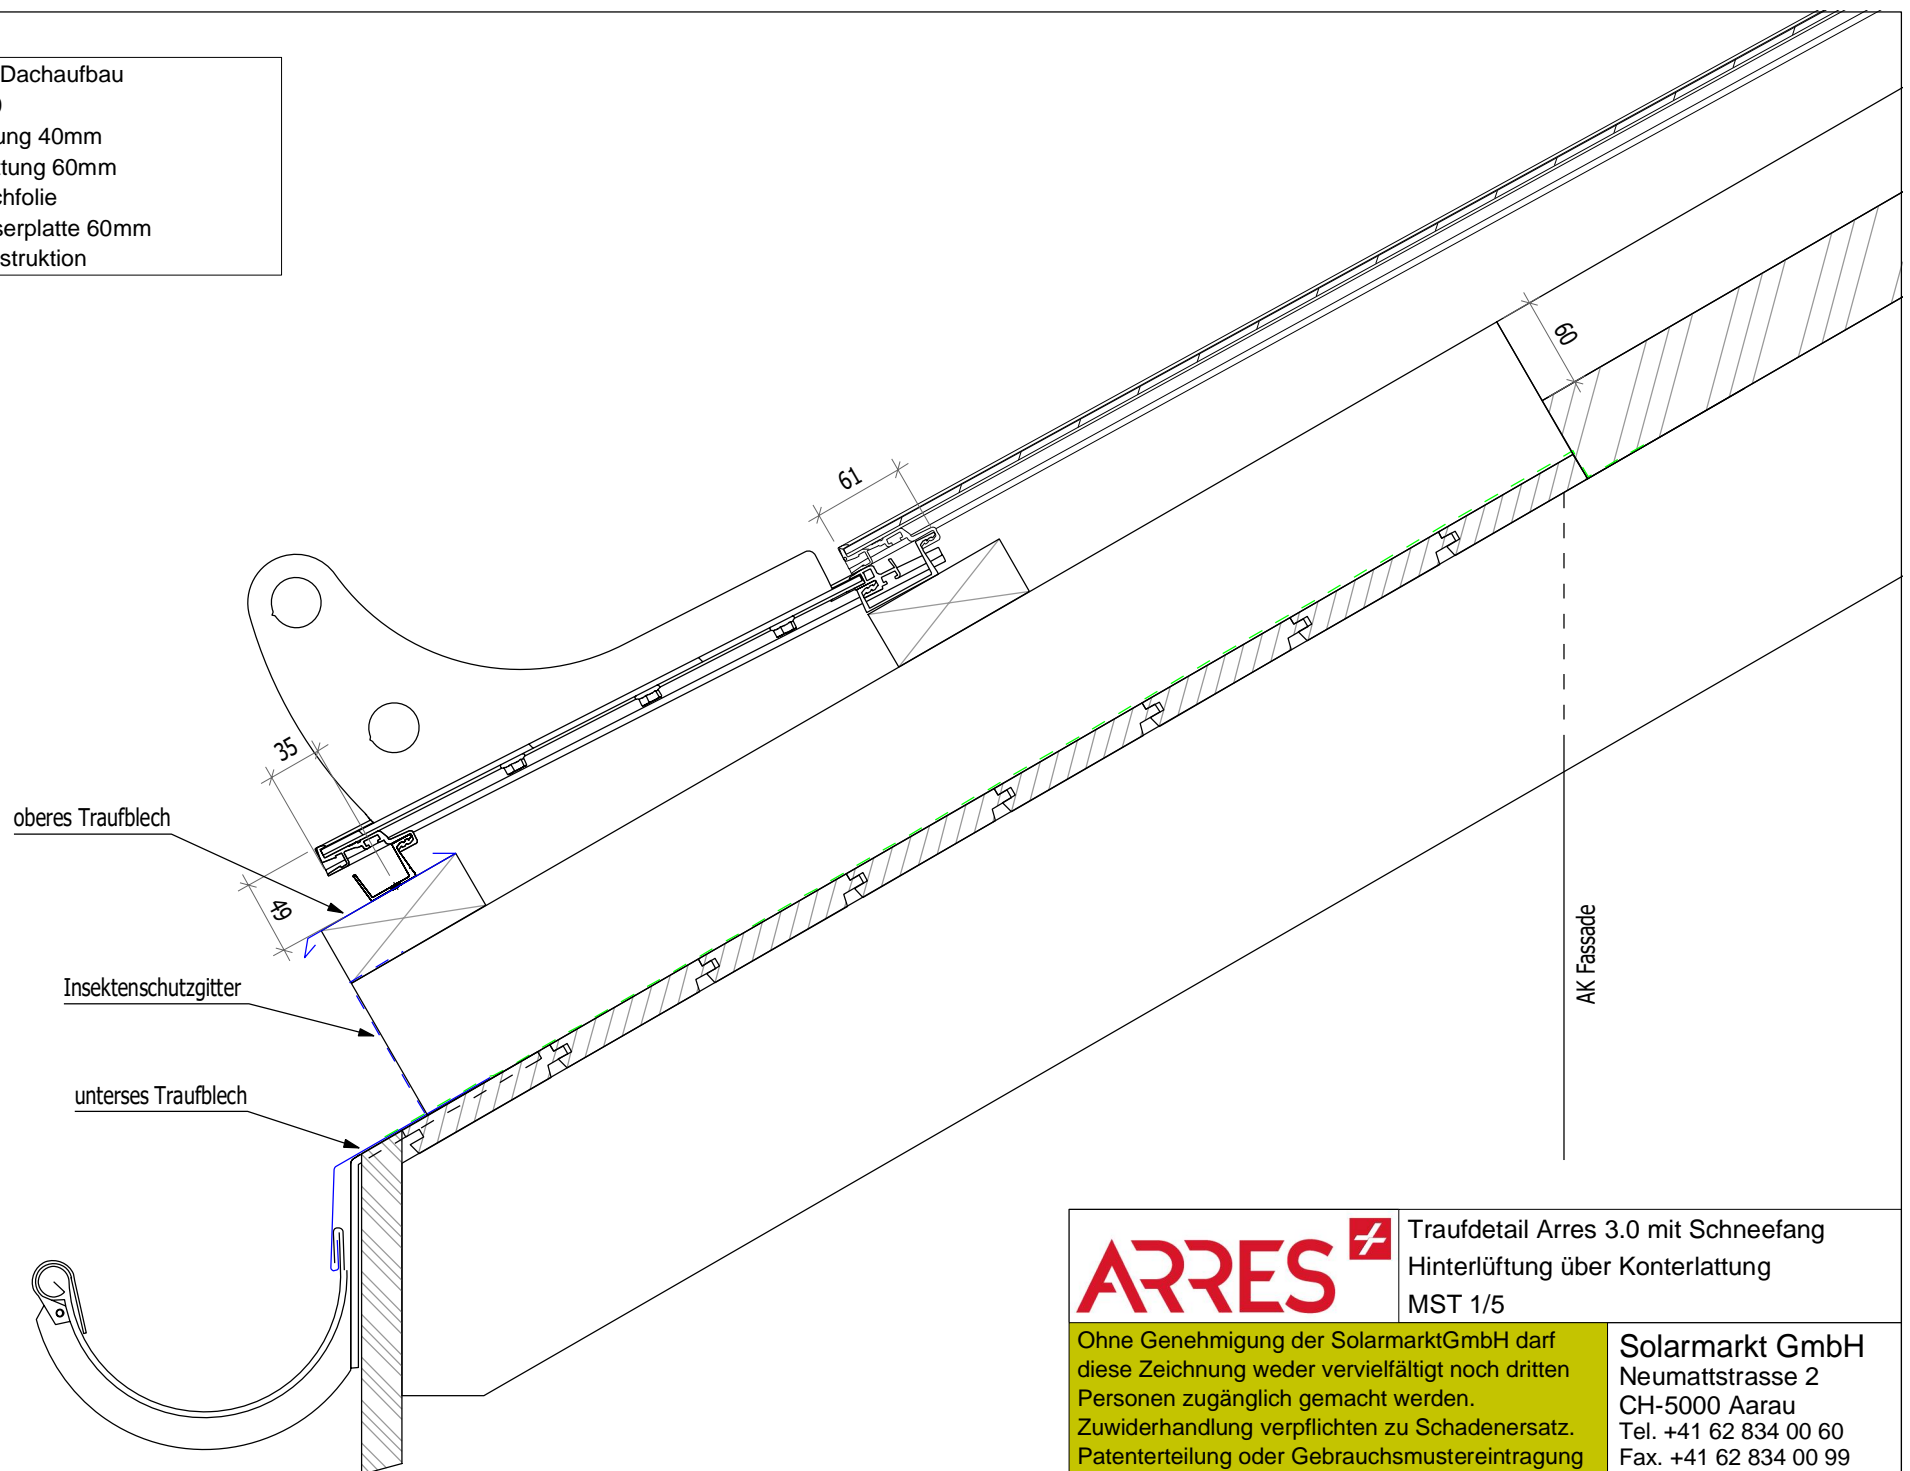 Dachaufbau
ung 40mm
ttung 60mm
chfolie
serplatte 60mm
struktion
60
61
35
oberes Traufblech
49
Insektenschutzgitter
unterses Traufblech
AK Fassade
ARRES
Traufdetail Arres 3.0 mit Schneefang
Hinterlüftung über Konterlattung
MST 1/5
Ohne Genehmigung der SolarmarktGmbH darf
diese Zeichnung weder vervielfältigt noch dritten
Personen zugänglich gemacht werden.
Zuwiderhandlung verpflichten zu Schadenersatz.
Patenterteilung oder Gebrauchsmustereintragung
Solarmarkt GmbH
Neumattstrasse 2
CH-5000 Aarau
Tel. +41 62 834 00 60
Fax. +41 62 834 00 99